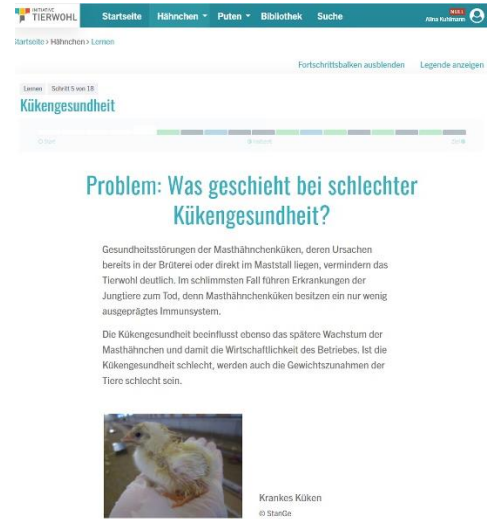 INITIATIVE
TIERWOHL
Startseite Hähnchen Puten Bibliothek Suche
Alina Kuhlmann
Startseite > Hähnchen > Lernen
Fortschrittsbalken ausblenden Legende anzeigen
Lernen Schritt 5 von 18
Kükengesundheit
Problem: Was geschieht bei schlechter
Kükengesundheit?
Gesundheitsstörungen der Masthähnchenküken, deren Ursachen
bereits in der Brüterei oder direkt im Maststall liegen, vermindern das
Tierwohl deutlich. Im schlimmsten Fall führen Erkrankungen der
Jungtiere zum Tod, denn Masthähnchenküken besitzen ein nur wenig
ausgeprägtes Immunsystem.
Die Kükengesundheit beeinflusst ebenso das spätere Wachstum der
Masthähnchen und damit die Wirtschaftlichkeit des Betriebes. Ist die
Kükengesundheit schlecht, werden auch die Gewichtszunahmen der
Tiere schlecht sein.
Krankes Küken
© StanGe